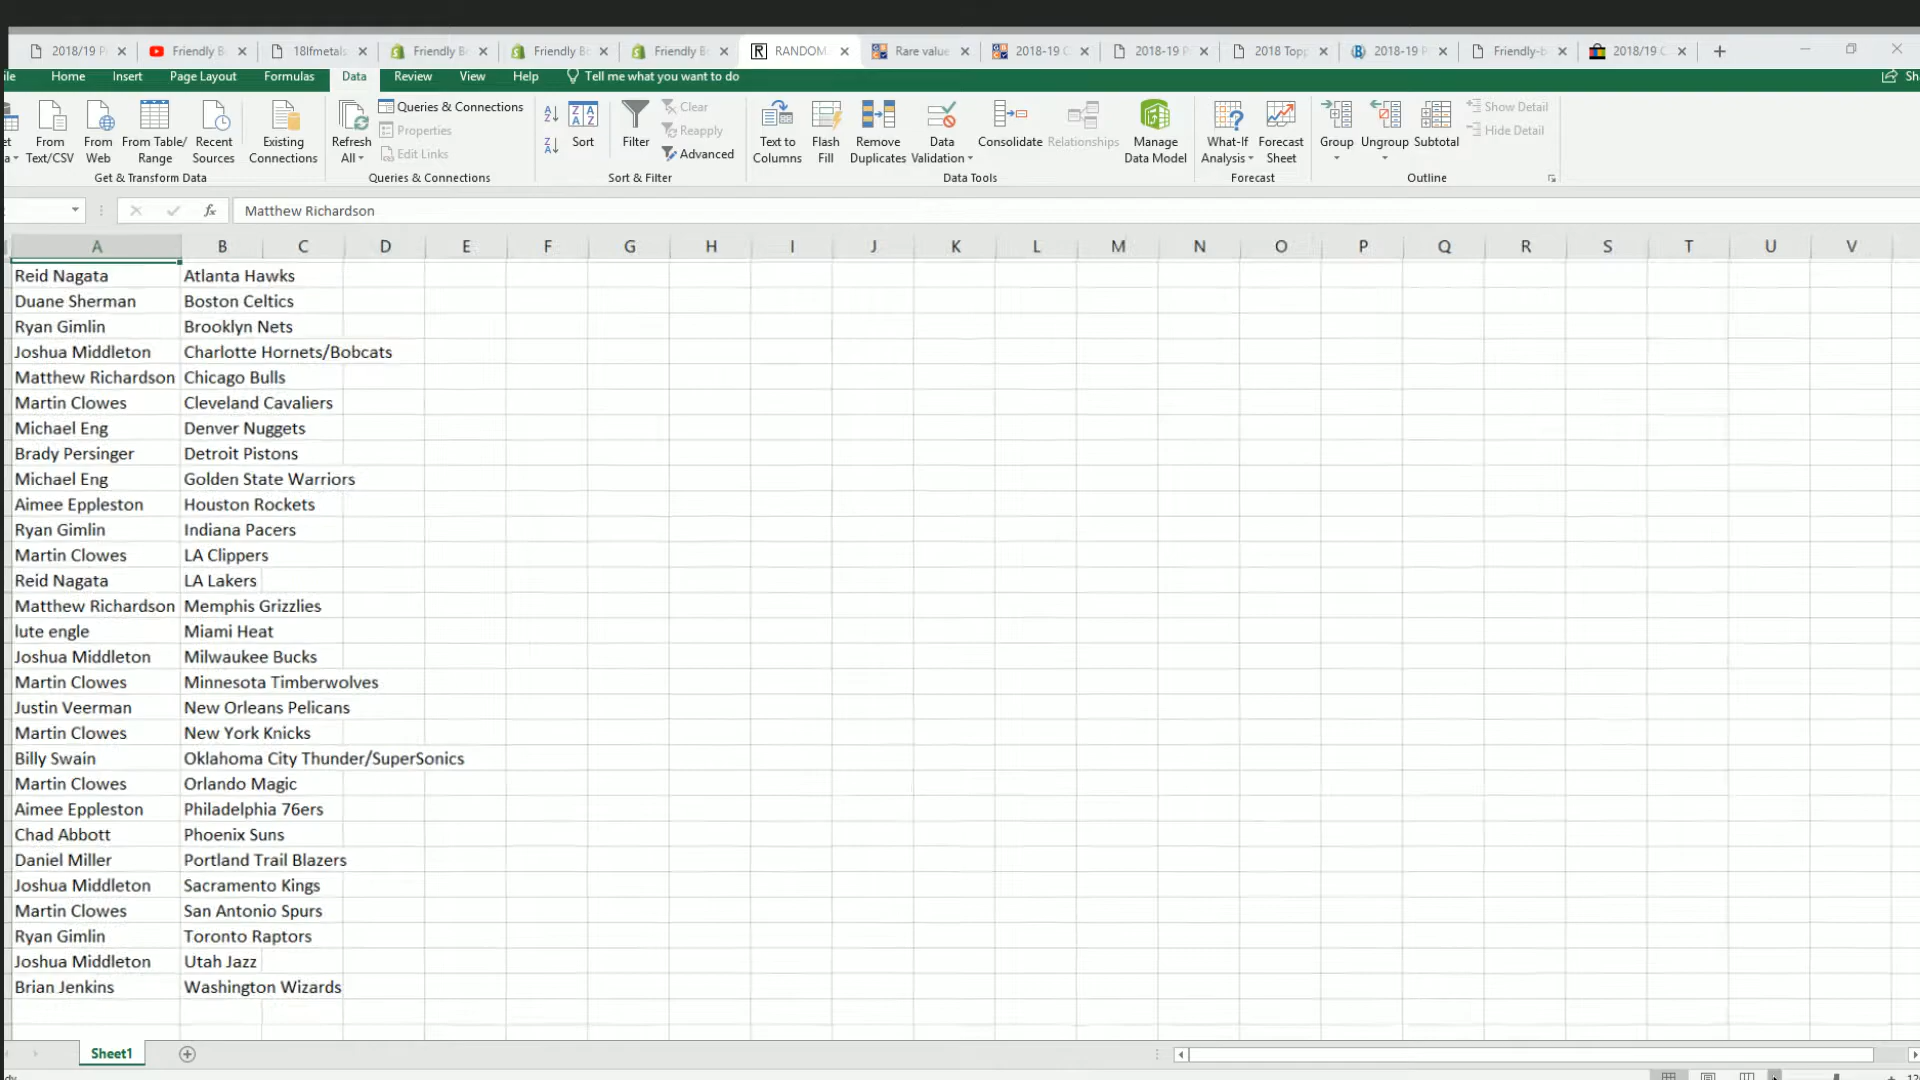 2018/19 P Friendly B 18lfmetals Friendly B Friendly B Friendly B RANDOM Rare value 2018-19 C 2018-19 P 2018 Topp 2018-19 P Friendly-b 2018/19 C
ile Home Insert Page Layout Formulas Data Review View Help Tell me what you want to do Sha
From Text/CSV From Web From Table/Range Recent Sources Existing Connections Refresh All Queries & Connections Properties Edit Links Sort Filter Clear Reapply Advanced Text to Columns Flash Fill Remove Duplicates Data Validation Consolidate Relationships Manage Data Model What-If Analysis Forecast Sheet Group Ungroup Subtotal Show Detail Hide Detail
Get & Transform Data Queries & Connections Sort & Filter Data Tools Forecast Outline
fx Matthew Richardson
A B C D E F G H I J K L M N O P Q R S T U V
Reid Nagata Atlanta Hawks
Duane Sherman Boston Celtics
Ryan Gimlin Brooklyn Nets
Joshua Middleton Charlotte Hornets/Bobcats
Matthew Richardson Chicago Bulls
Martin Clowes Cleveland Cavaliers
Michael Eng Denver Nuggets
Brady Persinger Detroit Pistons
Michael Eng Golden State Warriors
Aimee Eppleston Houston Rockets
Ryan Gimlin Indiana Pacers
Martin Clowes LA Clippers
Reid Nagata LA Lakers
Matthew Richardson Memphis Grizzlies
lute engle Miami Heat
Joshua Middleton Milwaukee Bucks
Martin Clowes Minnesota Timberwolves
Justin Veerman New Orleans Pelicans
Martin Clowes New York Knicks
Billy Swain Oklahoma City Thunder/SuperSonics
Martin Clowes Orlando Magic
Aimee Eppleston Philadelphia 76ers
Chad Abbott Phoenix Suns
Daniel Miller Portland Trail Blazers
Joshua Middleton Sacramento Kings
Martin Clowes San Antonio Spurs
Ryan Gimlin Toronto Raptors
Joshua Middleton Utah Jazz
Brian Jenkins Washington Wizards
Sheet1